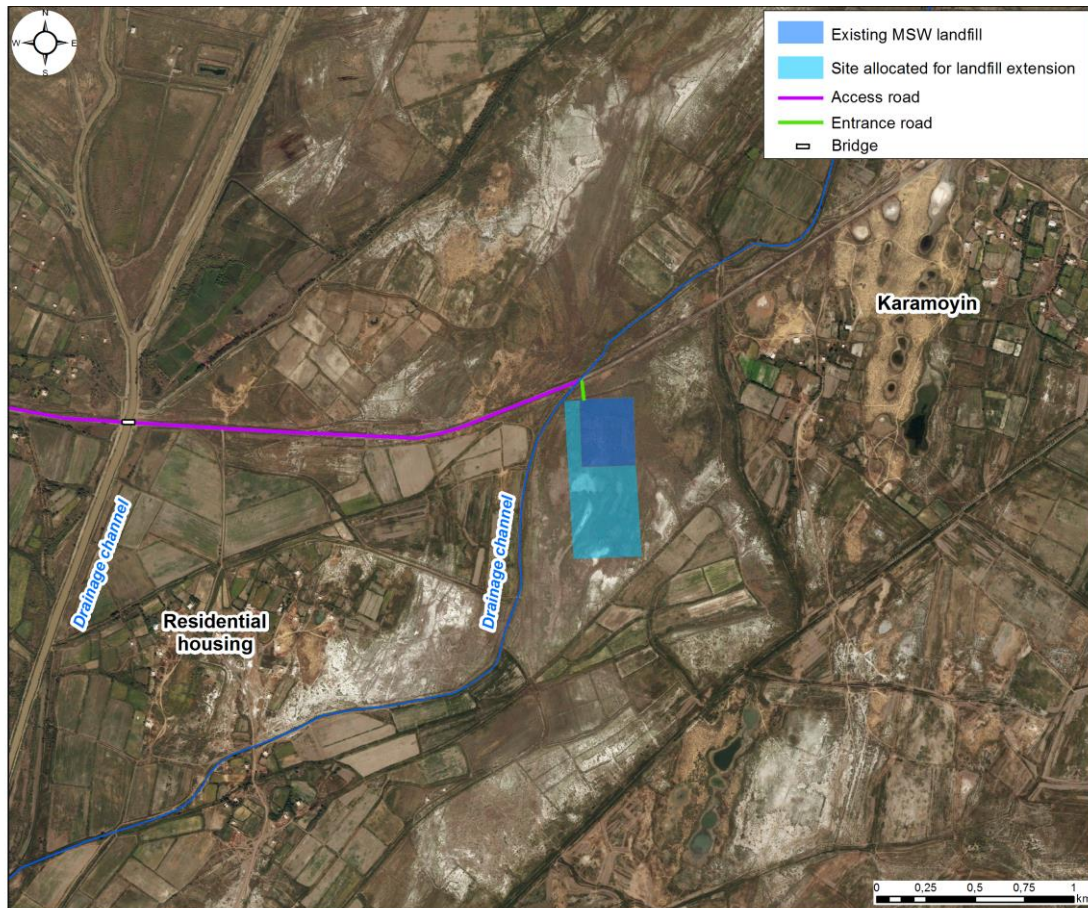 N
W
E
S
Existing MSW landfill
Site allocated for landfill extension
Access road
Entrance road
Bridge
Karamoyin
Drainage channel
Drainage channel
Residential
housing
0 0,25 0,5 0,75 1
km